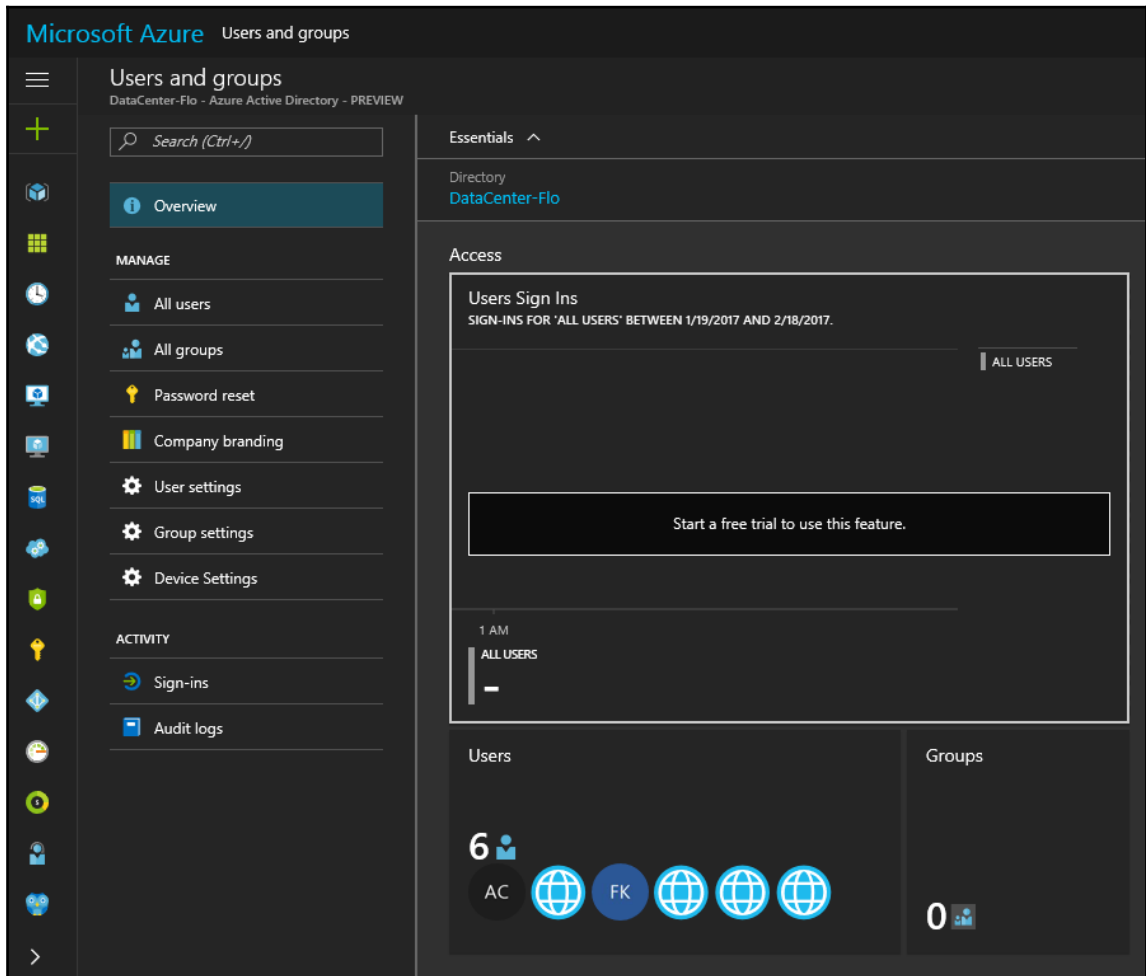 Microsoft Azure Users and groups
Users and groups
DataCenter-Flo - Azure Active Directory - PREVIEW
Search (Ctrl+/)
Overview
MANAGE
All users
All groups
Password reset
Company branding
User settings
Group settings
Device Settings
ACTIVITY
Sign-ins
Audit logs
Essentials
Directory
DataCenter-Flo
Access
Users Sign Ins
SIGN-INS FOR 'ALL USERS' BETWEEN 1/19/2017 AND 2/18/2017.
ALL USERS
Start a free trial to use this feature.
1 AM
ALL USERS
–
Users
6
AC FK
Groups
0
SQL